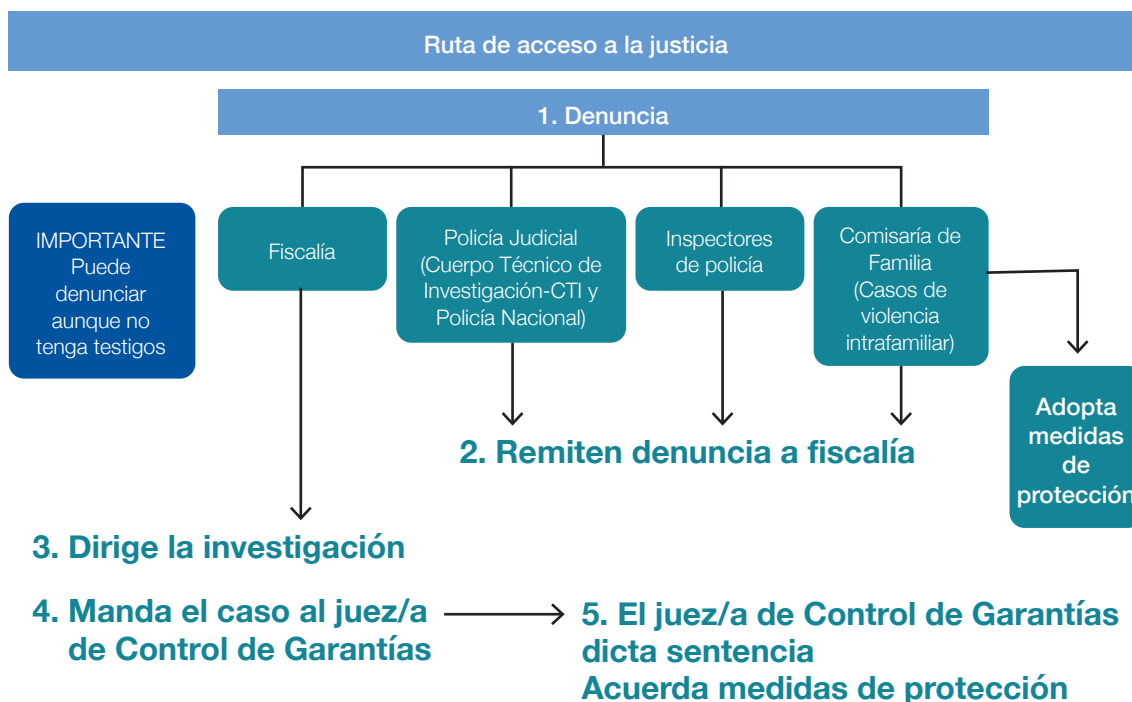 Ruta de acceso a la justicia
1. Denuncia
IMPORTANTE
Puede
denunciar
aunque no
tenga testigos
Fiscalía
Policía Judicial
(Cuerpo Técnico de
Investigación-CTI y
Policía Nacional)
Inspectores
de policía
Comisaría de
Familia
(Casos de
violencia
intrafamiliar)
Adopta
medidas
de
protección
2. Remiten denuncia a fiscalía
3. Dirige la investigación
4. Manda el caso al juez/a
de Control de Garantías
5. El juez/a de Control de Garantías
dicta sentencia
Acuerda medidas de protección